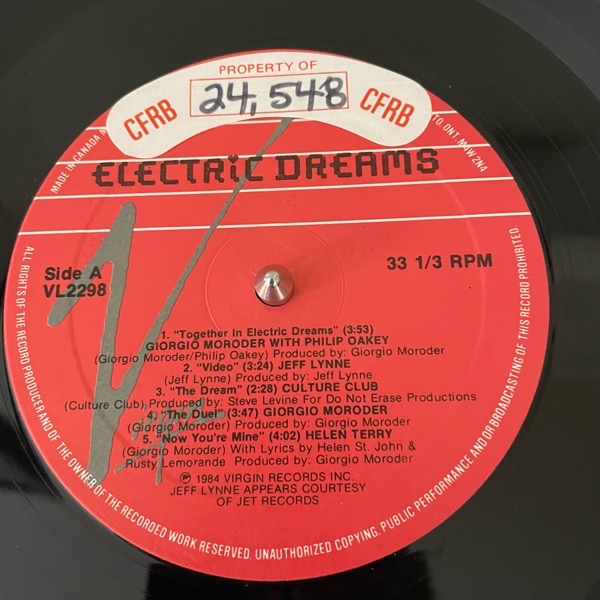 PROPERTY OF
CFRB 24,548 CFRB
MADE IN CANADA
TO ONT. M4W 2N4
ELECTRIC DREAMS
Side A
VL2298
33 1/3 RPM
1. "Together In Electric Dreams" (3:53)
GIORGIO MORODER WITH PHILIP OAKEY
(Giorgio Moroder/Philip Oakey) Produced by: Giorgio Moroder
2. "Video" (3:24) JEFF LYNNE
(Jeff Lynne) Produced by: Jeff Lynne
3. "The Dream" (2:28) CULTURE CLUB
(Culture Club) Produced by: Steve Levine For Do Not Erase Productions
4. "The Duel" (3:47) GIORGIO MORODER
(Giorgio Moroder) Produced by: Giorgio Moroder
5. "Now You're Mine" (4:02) HELEN TERRY
(Giorgio Moroder) With Lyrics by Helen St. John &
Rusty Lemorande Produced by: Giorgio Moroder
Virgin
℗ 1984 VIRGIN RECORDS INC.
JEFF LYNNE APPEARS COURTESY
OF JET RECORDS
ALL RIGHTS OF THE RECORD PRODUCER AND OF THE OWNER OF THE RECORDED WORK RESERVED. UNAUTHORIZED COPYING, PUBLIC PERFORMANCE AND/OR BROADCASTING OF THIS RECORD PROHIBITED.